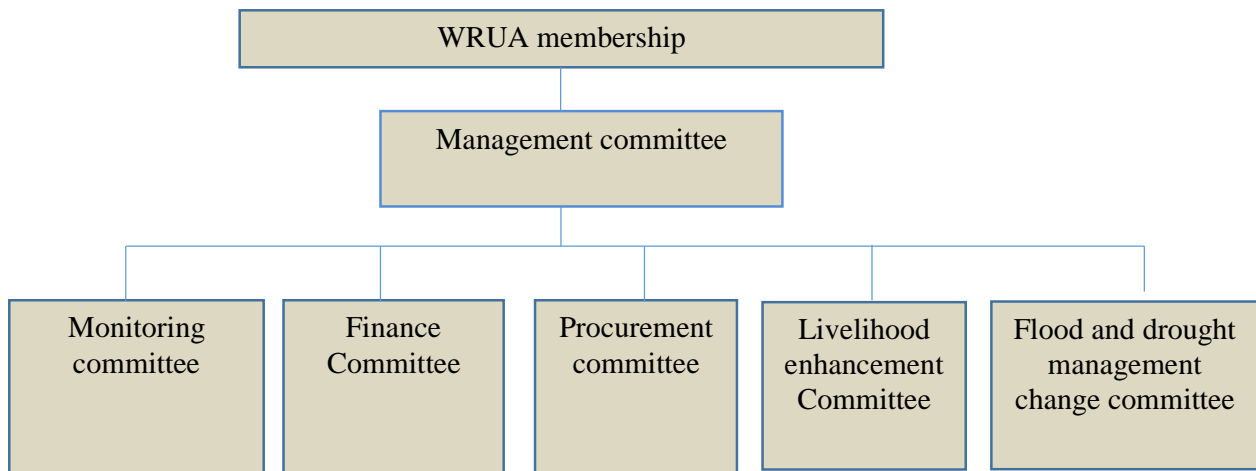 WRUA membership
Management committee
Monitoring
committee
Finance
Committee
Procurement
committee
Livelihood
enhancement
Committee
Flood and drought
management
change committee